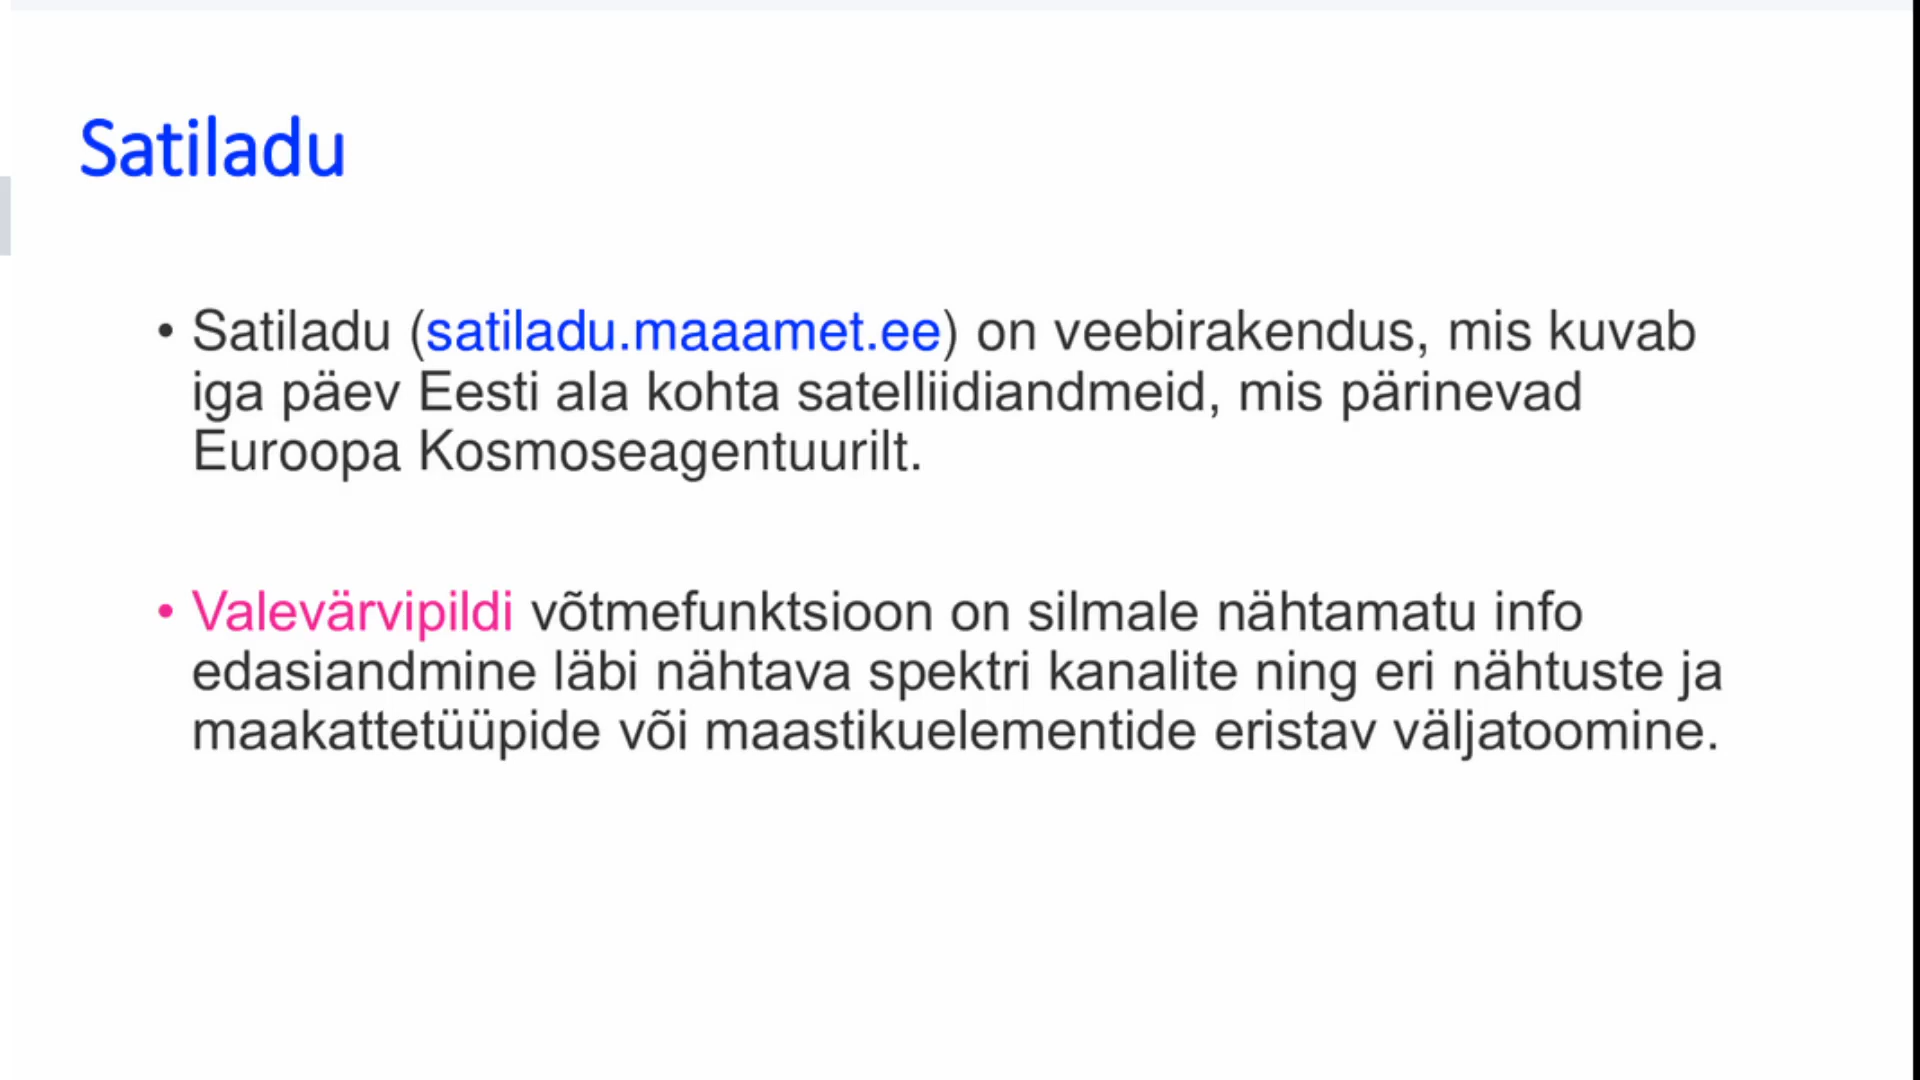 Satiladu
• Satiladu (satiladu.maaamet.ee) on veebirakendus, mis kuvab
iga päev Eesti ala kohta satelliidiandmeid, mis pärinevad
Euroopa Kosmoseagentuurilt.
• Valevärvipildi võtmefunktsioon on silmale nähtamatu info
edasiandmine läbi nähtava spektri kanalite ning eri nähtuste ja
maakattetüüpide või maastikuelementide eristav väljatoomine.